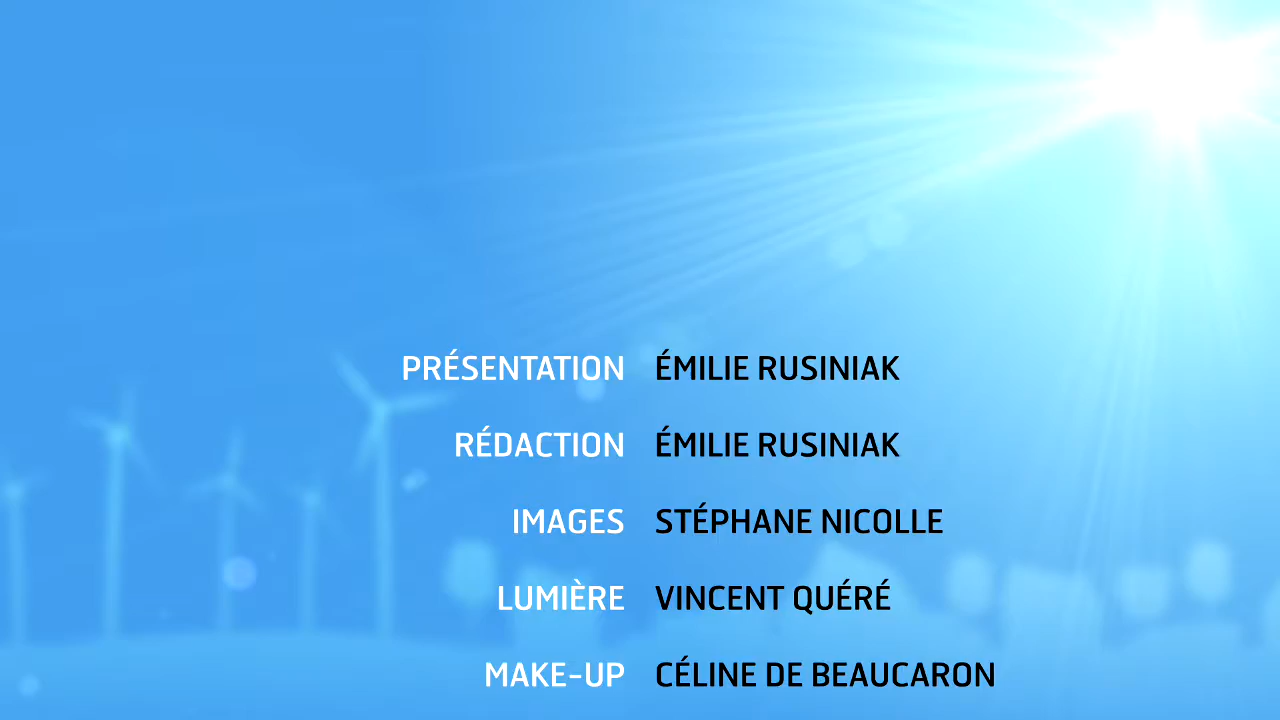 PRÉSENTATION ÉMILIE RUSINIAK
RÉDACTION ÉMILIE RUSINIAK
IMAGES STÉPHANE NICOLLE
LUMIÈRE VINCENT QUÉRÉ
MAKE-UP CÉLINE DE BEAUCARON